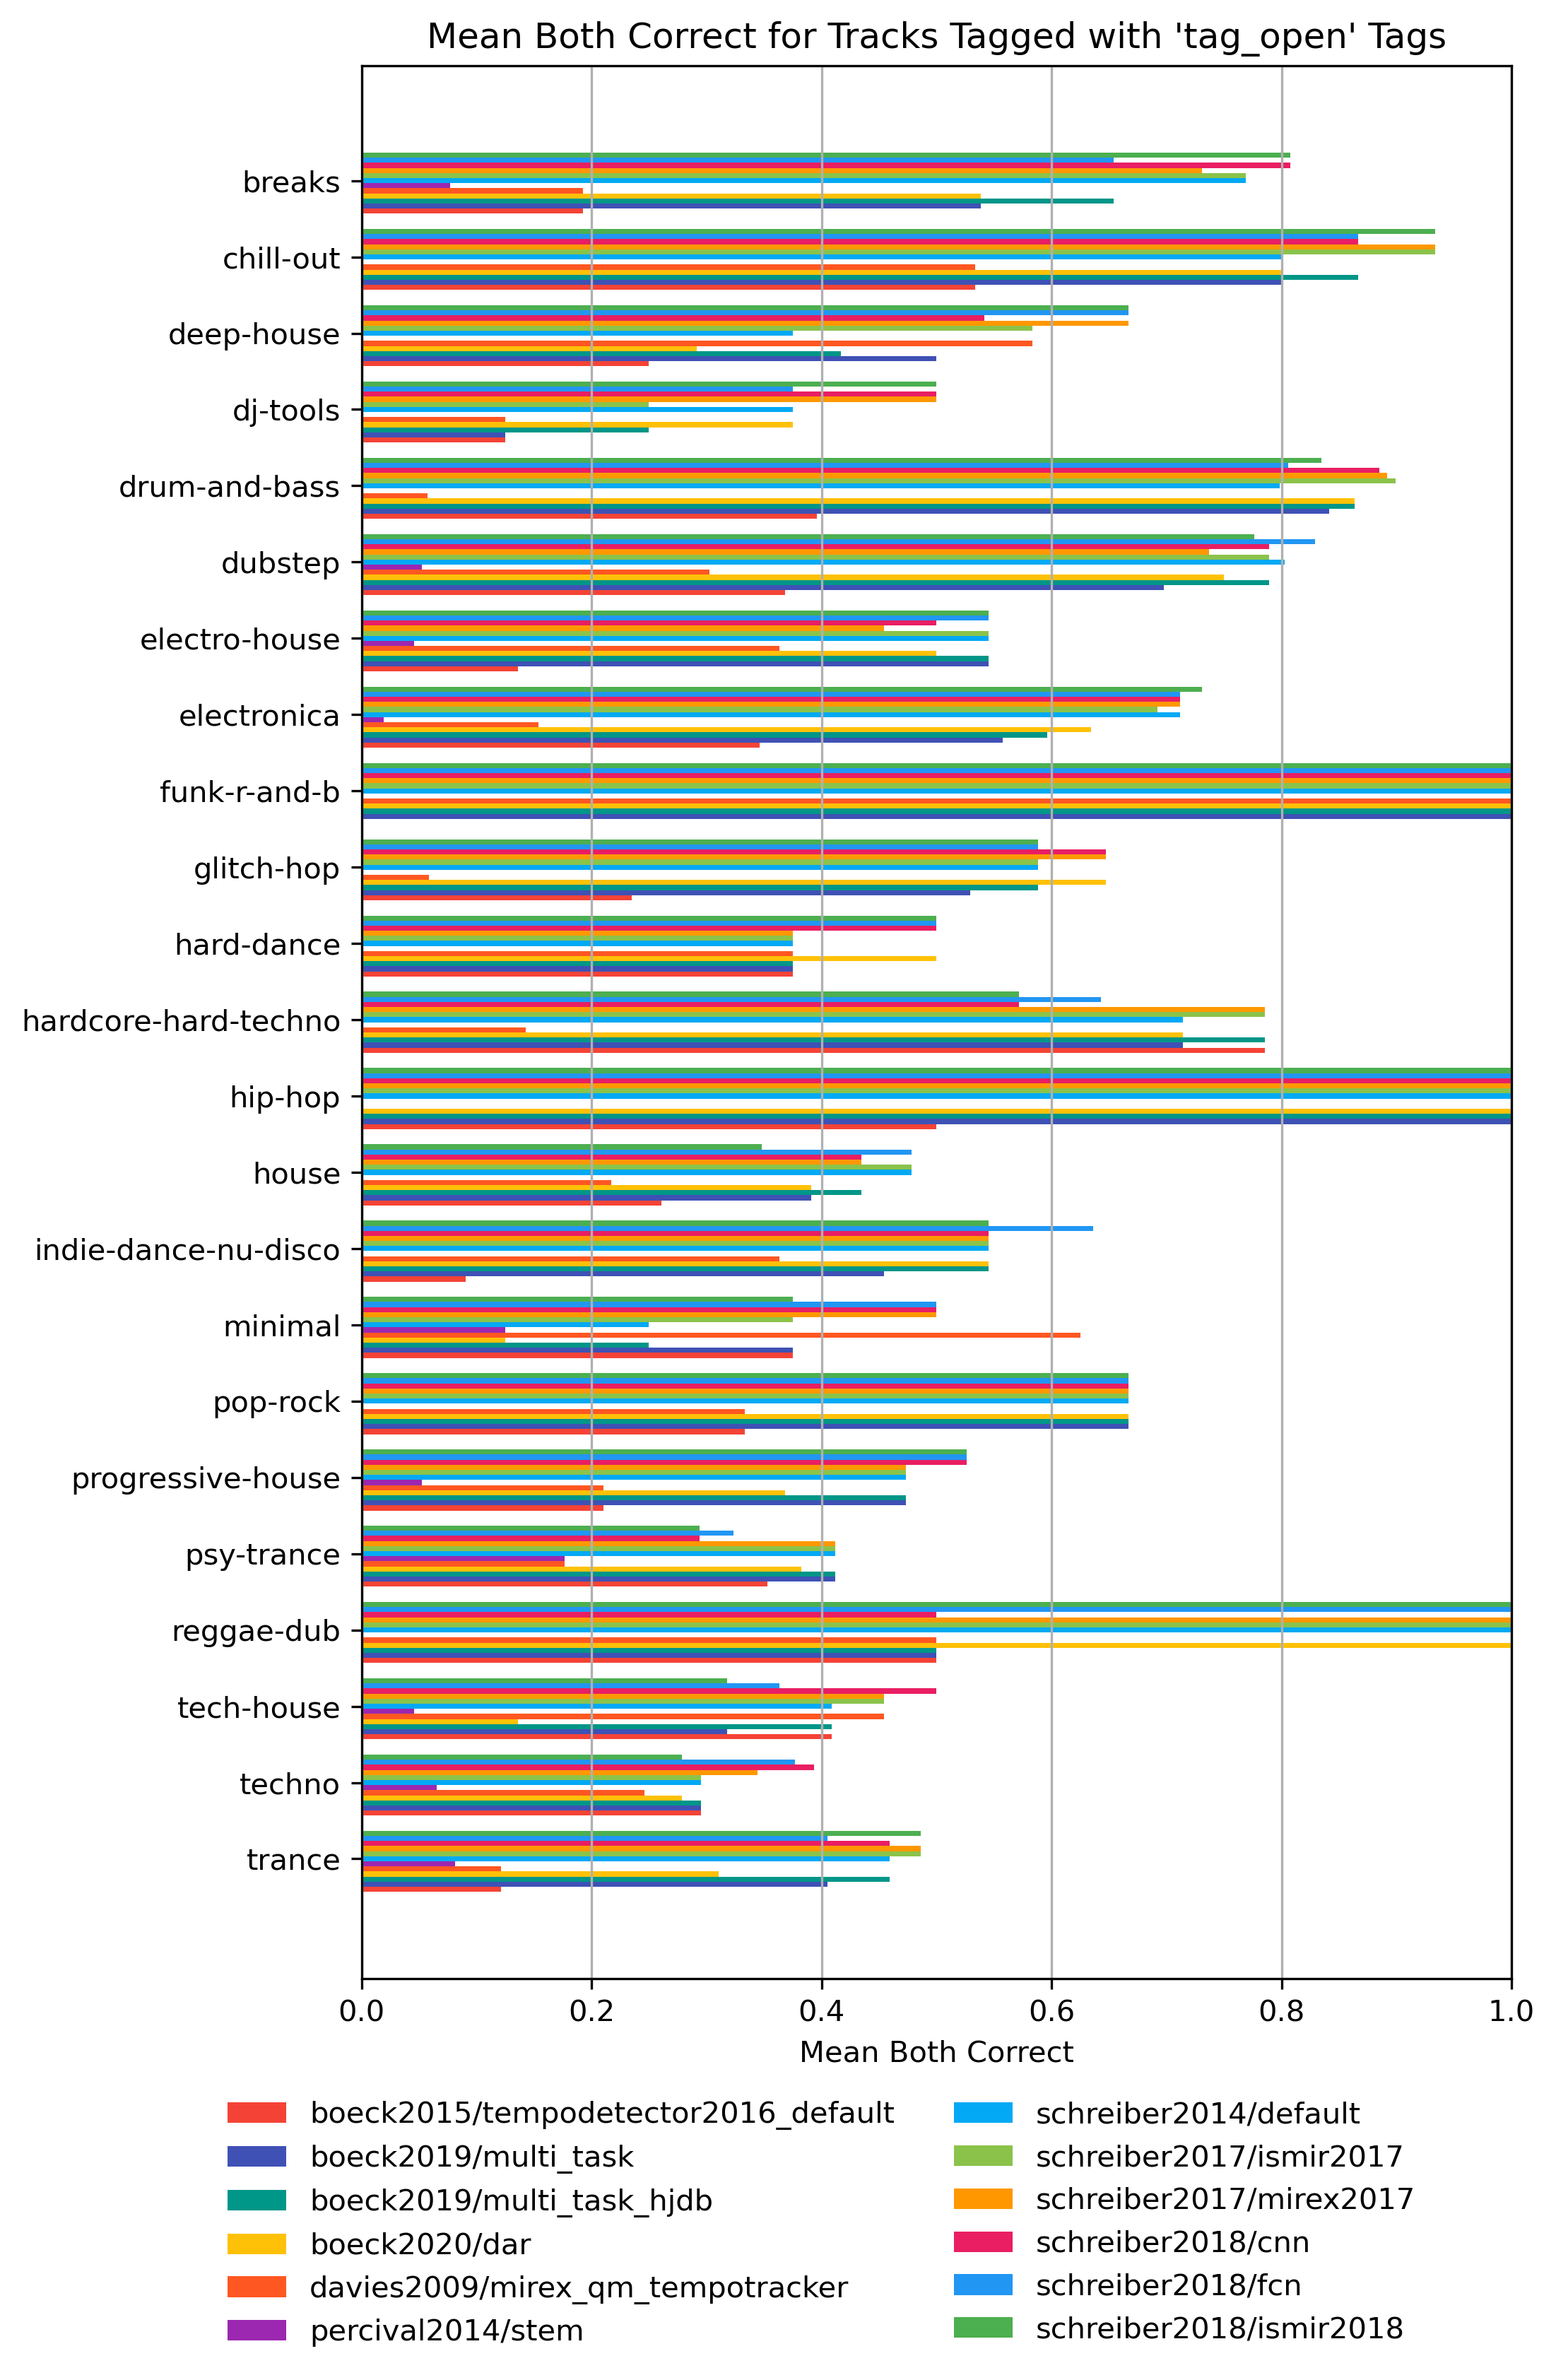 Mean Both Correct for Tracks Tagged with 'tag_open' Tags
breaks
chill-out
deep-house
dj-tools
drum-and-bass
dubstep
electro-house
electronica
funk-r-and-b
glitch-hop
hard-dance
hardcore-hard-techno
hip-hop
house
indie-dance-nu-disco
minimal
pop-rock
progressive-house
psy-trance
reggae-dub
tech-house
techno
trance
0.0 0.2 0.4 0.6 0.8 1.0
Mean Both Correct
boeck2015/tempodetector2016_default
boeck2019/multi_task
boeck2019/multi_task_hjdb
boeck2020/dar
davies2009/mirex_qm_tempotracker
percival2014/stem
schreiber2014/default
schreiber2017/ismir2017
schreiber2017/mirex2017
schreiber2018/cnn
schreiber2018/fcn
schreiber2018/ismir2018